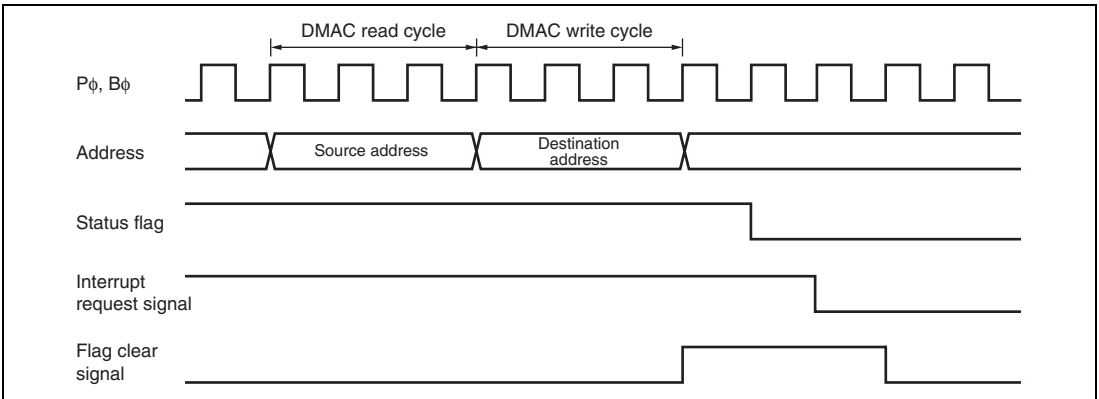 DMAC read cycle DMAC write cycle
Pϕ, Bϕ
Address
Source address
Destination
address
Status flag
Interrupt
request signal
Flag clear
signal